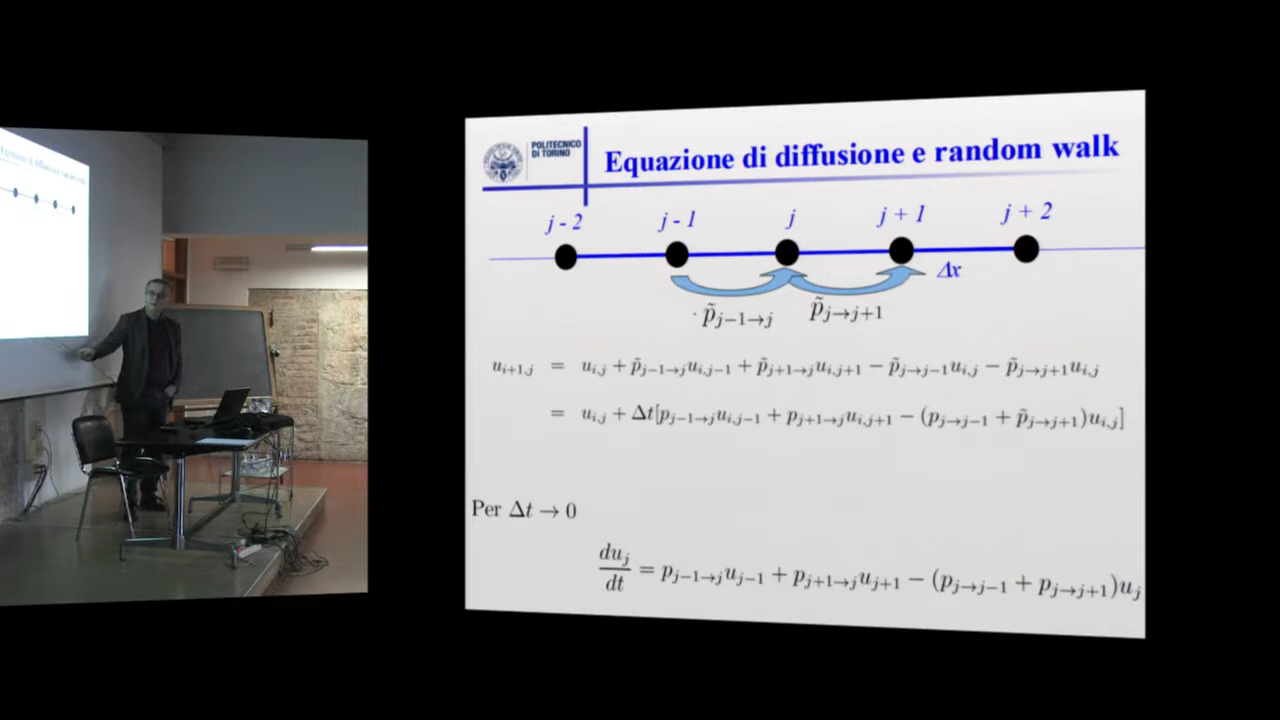 POLITECNICO
DI TORINO
Equazione di diffusione e random walk
j - 2 j - 1 j j + 1 j + 2
Δx
p̃_{j−1→j} p̃_{j→j+1}
u_{i+1,j} = u_{i,j} + p̃_{j−1→j}u_{i,j−1} + p̃_{j+1→j}u_{i,j+1} − p̃_{j→j−1}u_{i,j} − p̃_{j→j+1}u_{i,j}
= u_{i,j} + Δt[p_{j−1→j}u_{i,j−1} + p_{j+1→j}u_{i,j+1} − (p_{j→j−1} + p̃_{j→j+1})u_{i,j}]
Per Δt → 0
du_j/dt = p_{j−1→j}u_{j−1} + p_{j+1→j}u_{j+1} − (p_{j→j−1} + p_{j→j+1})u_j